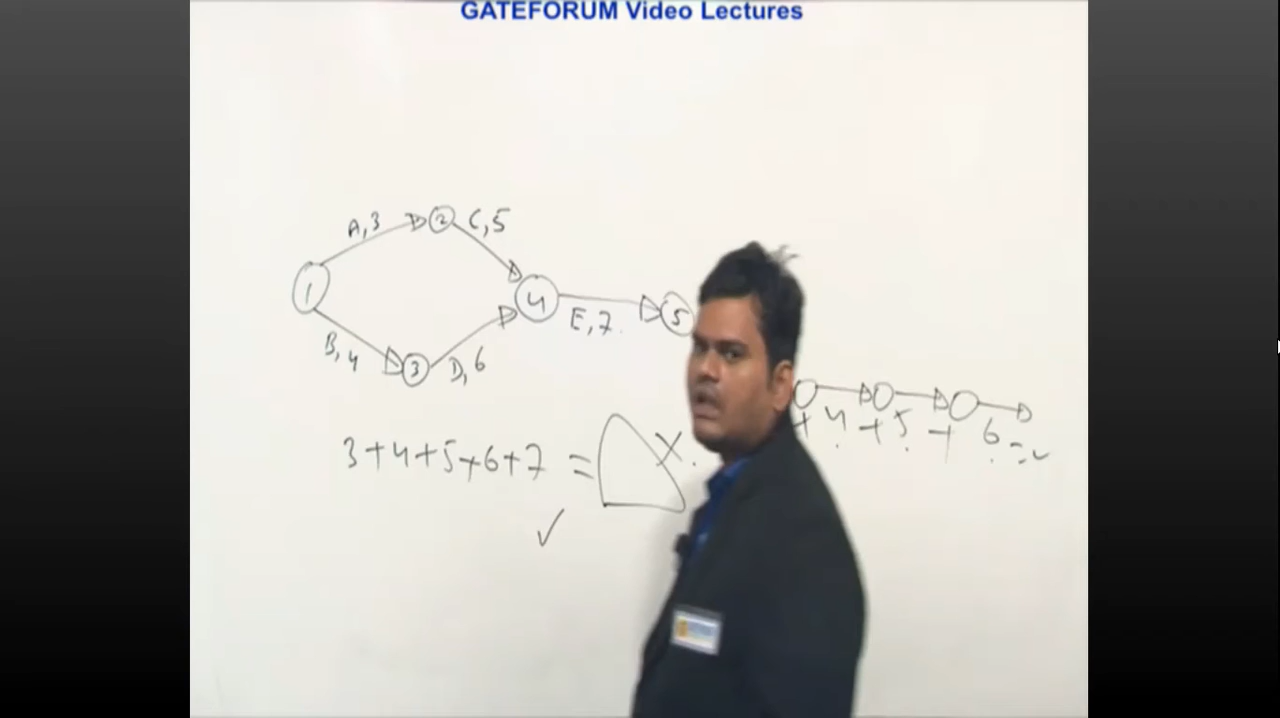 GATEFORUM Video Lectures
A,3
2
C,5
1
4
E,7
5
B,4
3
D,6
+ 4 + 5 + 6 =
3+4+5+6+7 =
X
✓